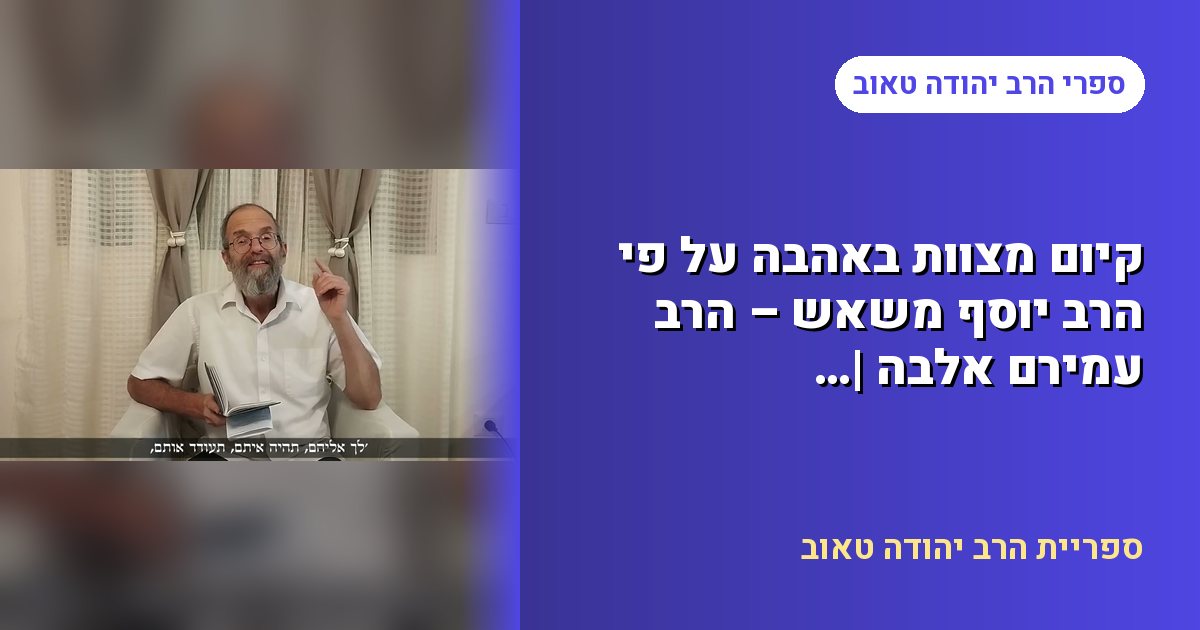 ספרי הרב יהודה טאוב
קיום מצוות באהבה על פי
הרב יוסף משאש – הרב
עמירם אלבה |...
'לך אליהם, תהיה איתם, תעודד אותם,
ספריית הרב יהודה טאוב